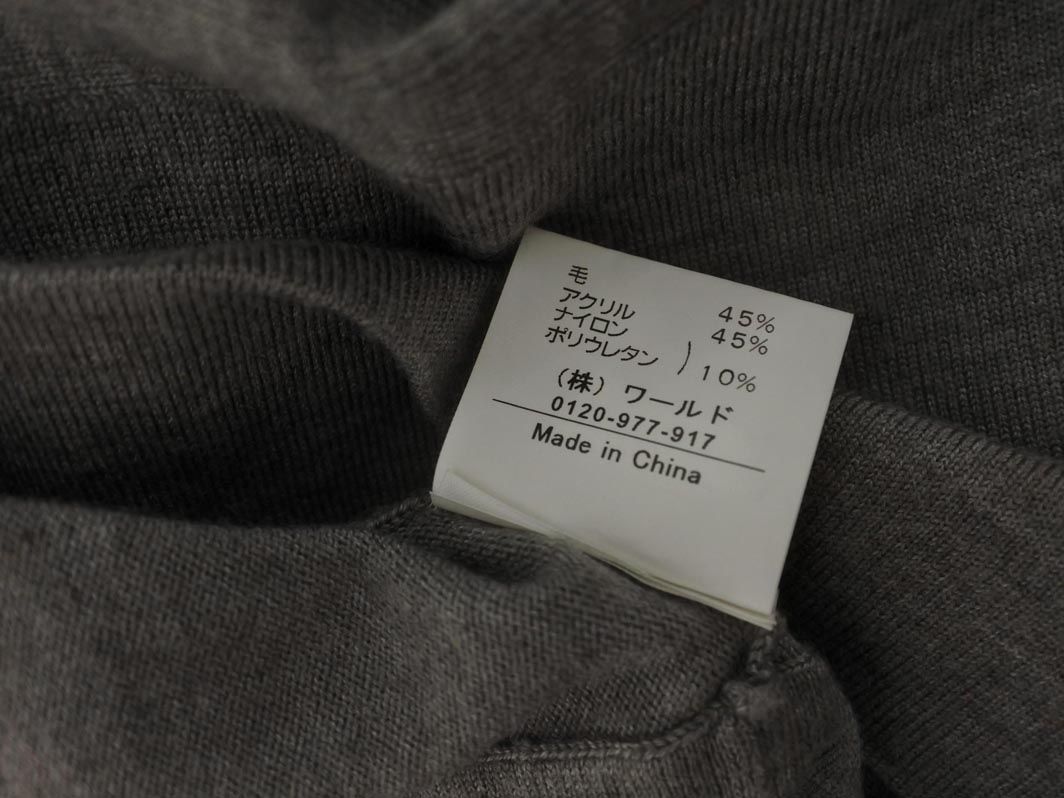 毛 45%
アクリル 45%
ナイロン
ポリウレタン ) 10%
(株) ワールド
0120-977-917
Made in China